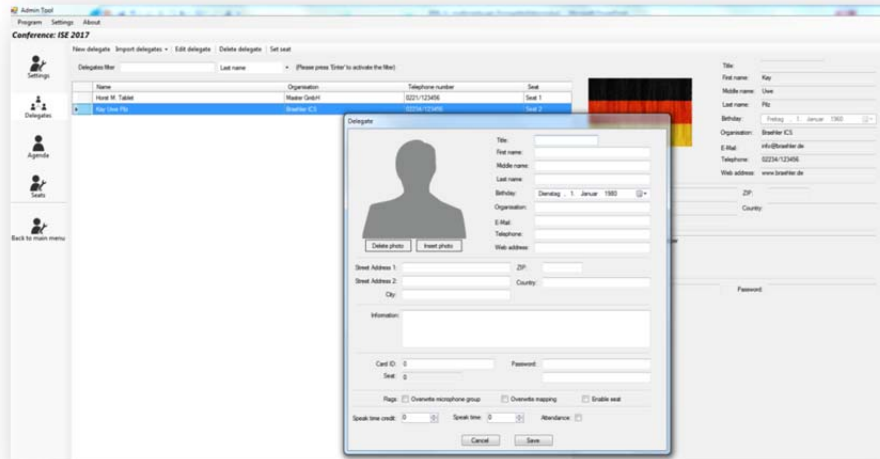 Admin Tool
Program Settings About
Conference: ISE 2017
New delegate Import delegates Edit delegate Delete delegate Set seat
Delegates filter Last name (Please press 'Enter' to activate the filter)
Settings
Delegates
Agenda
Seats
Back to main menu
Name Organisation Telephone number Seat
Horst M. Tablet Master GmbH 0221/123456 Seat 1
Kay Uwe Pilz Braehler ICS 02234/123456 Seat 2
Title:
First name: Kay
Middle name: Uwe
Last name: Pilz
Birthday: Freitag , 1. Januar 1960
Organisation: Braehler ICS
E-Mail: info@braehler.de
Telephone: 02234/123456
Web address: www.braehler.de
ZIP:
Country:
Password:
Delegate
Title:
First name:
Middle name:
Last name:
Birthday: Dienstag , 1. Januar 1980
Organisation:
E-Mail:
Telephone:
Web address:
Delete photo Insert photo
Street Address 1: ZIP:
Street Address 2: Country:
City:
Information:
Card ID: 0 Password:
Seat: 0
Flags: Overwrite microphone group Overwrite mapping Enable seat
Speak time credit: 0 Speak time: 0 Attendance:
Cancel Save